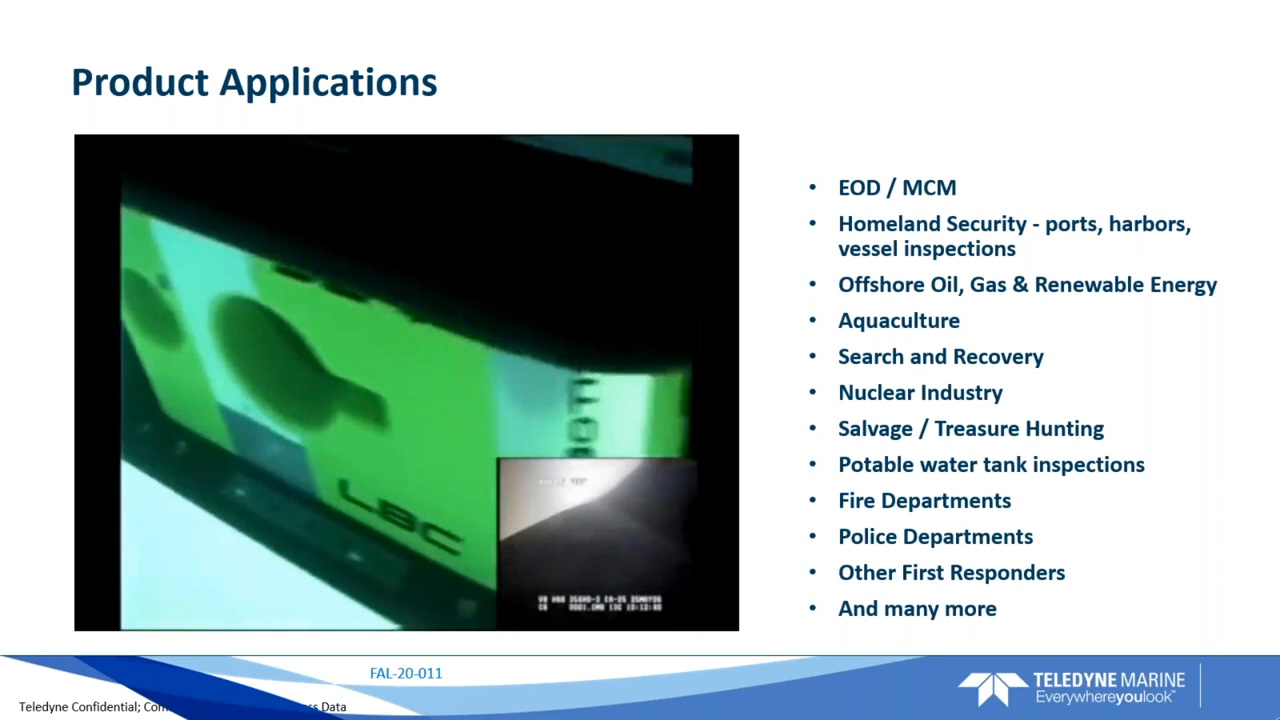 Product Applications
LBC
• EOD / MCM
• Homeland Security - ports, harbors,
vessel inspections
• Offshore Oil, Gas & Renewable Energy
• Aquaculture
• Search and Recovery
• Nuclear Industry
• Salvage / Treasure Hunting
• Potable water tank inspections
• Fire Departments
• Police Departments
• Other First Responders
• And many more
FAL-20-011
Teledyne Confidential;
Data
TELEDYNE MARINE
Everywhereyoulook™